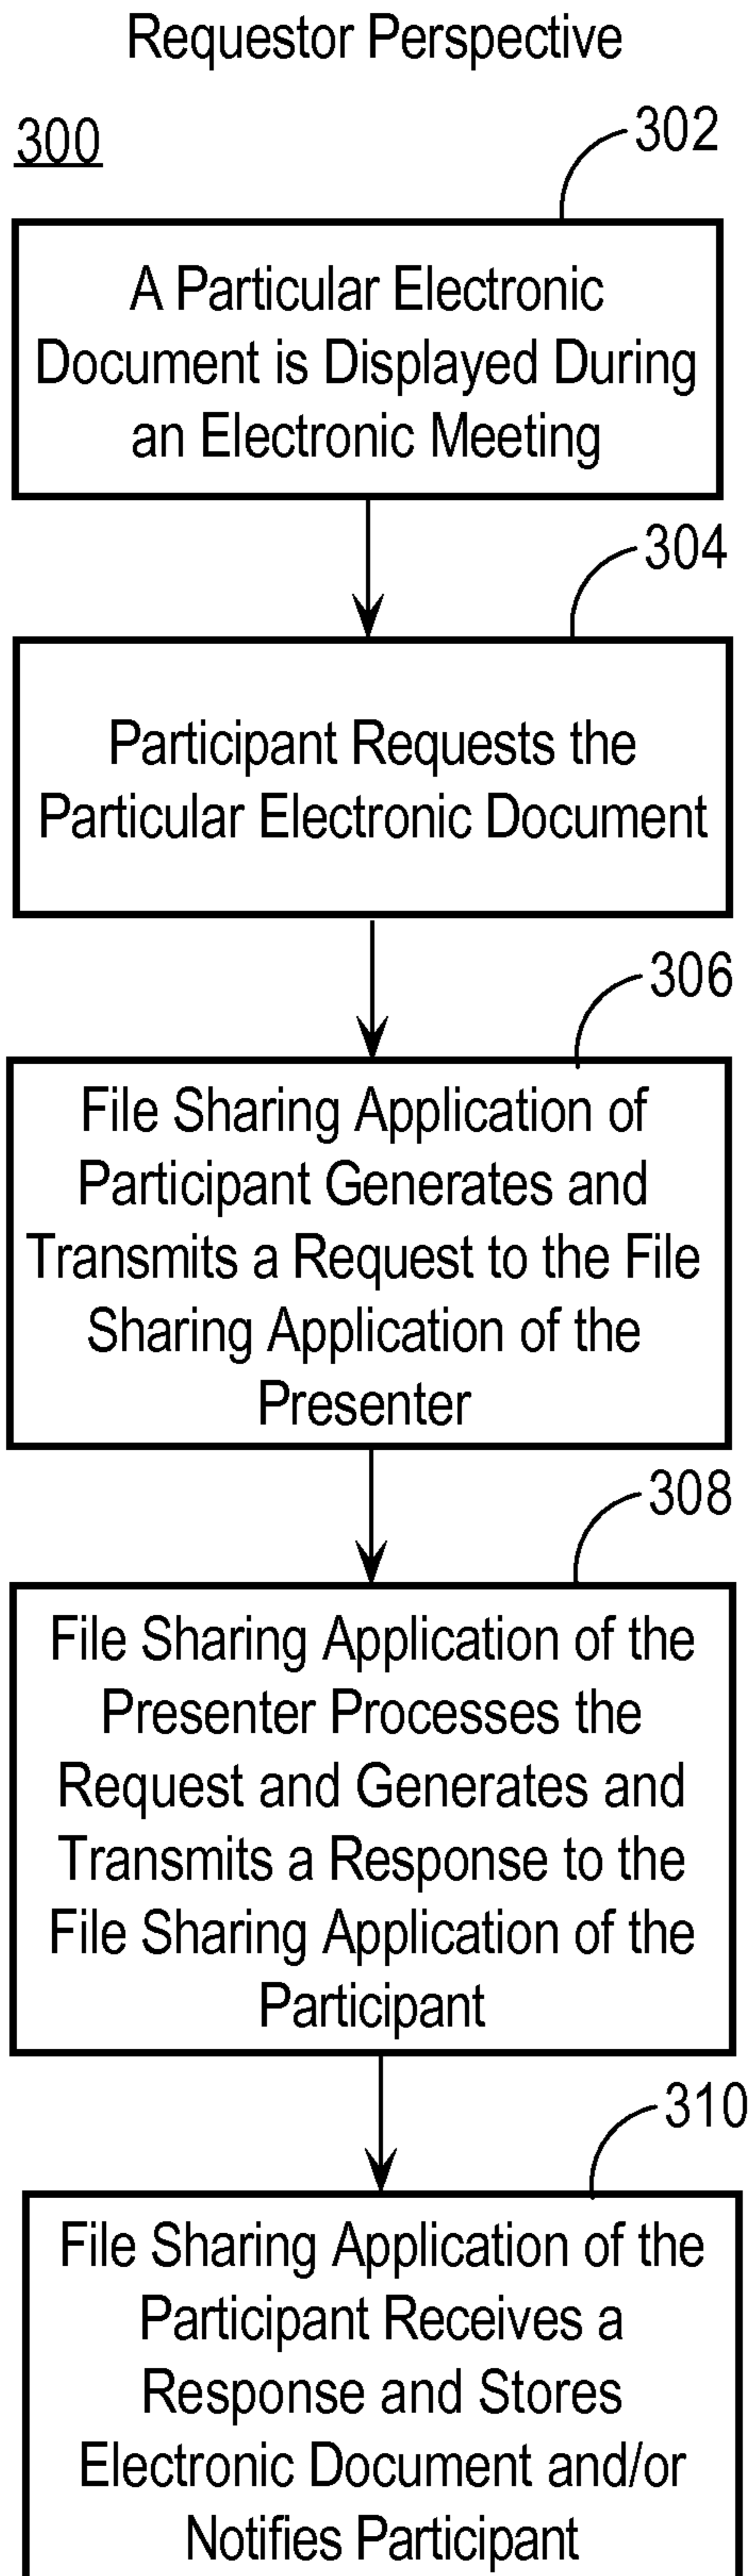 Requestor Perspective
300
302
A Particular Electronic
Document is Displayed During
an Electronic Meeting
304
Participant Requests the
Particular Electronic Document
306
File Sharing Application of
Participant Generates and
Transmits a Request to the File
Sharing Application of the
Presenter
308
File Sharing Application of the
Presenter Processes the
Request and Generates and
Transmits a Response to the
File Sharing Application of the
Participant
310
File Sharing Application of the
Participant Receives a
Response and Stores
Electronic Document and/or
Notifies Participant